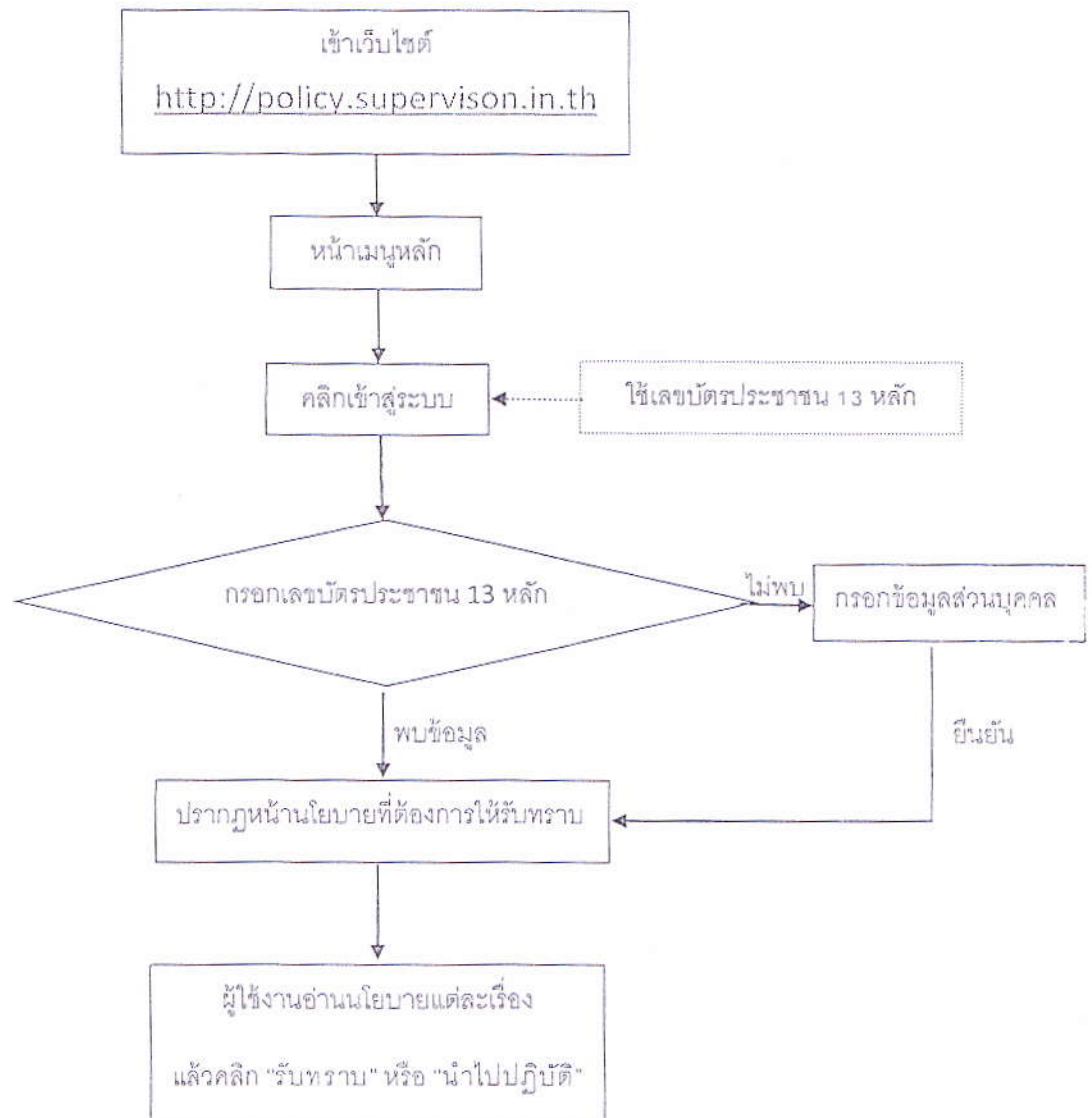 เข้าเว็บไซต์
http://policy.supervison.in.th
หน้าเมนูหลัก
คลิกเข้าสู่ระบบ
ใช้เลขบัตรประชาชน 13 หลัก
กรอกเลขบัตรประชาชน 13 หลัก
ไม่พบ
กรอกข้อมูลส่วนบุคคล
พบข้อมูล
ยืนยัน
ปรากฏหน้านโยบายที่ต้องการให้รับทราบ
ผู้ใช้งานอ่านนโยบายแต่ละเรื่อง
แล้วคลิก "รับทราบ" หรือ "นำไปปฏิบัติ"